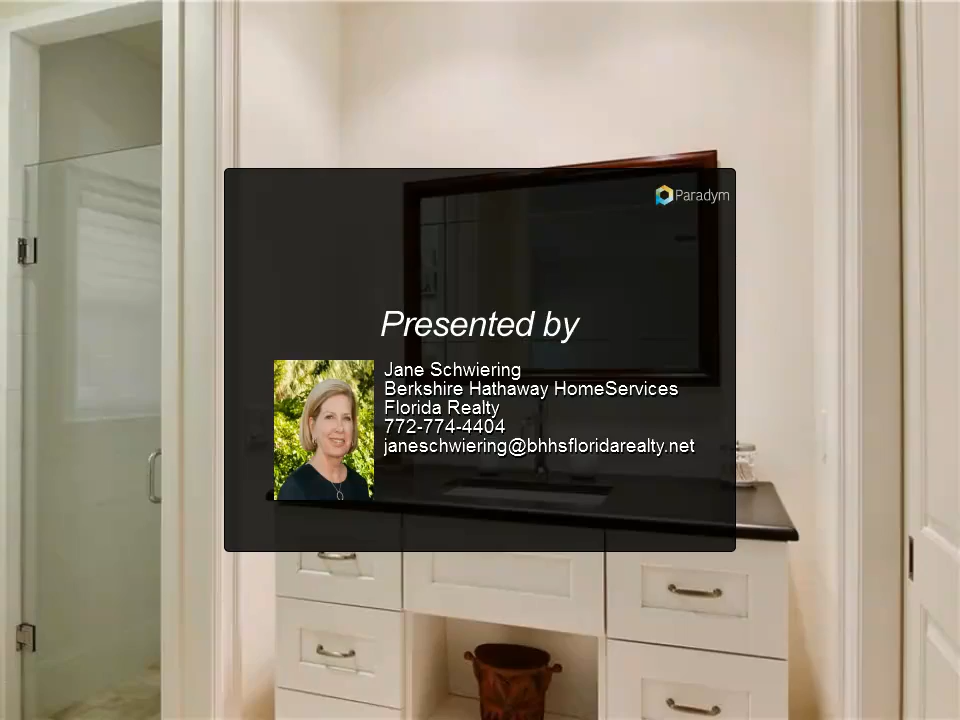 Paradym
Presented by
Jane Schwiering
Berkshire Hathaway HomeServices
Florida Realty
772-774-4404
janeschwiering@bhhsfloridarealty.net